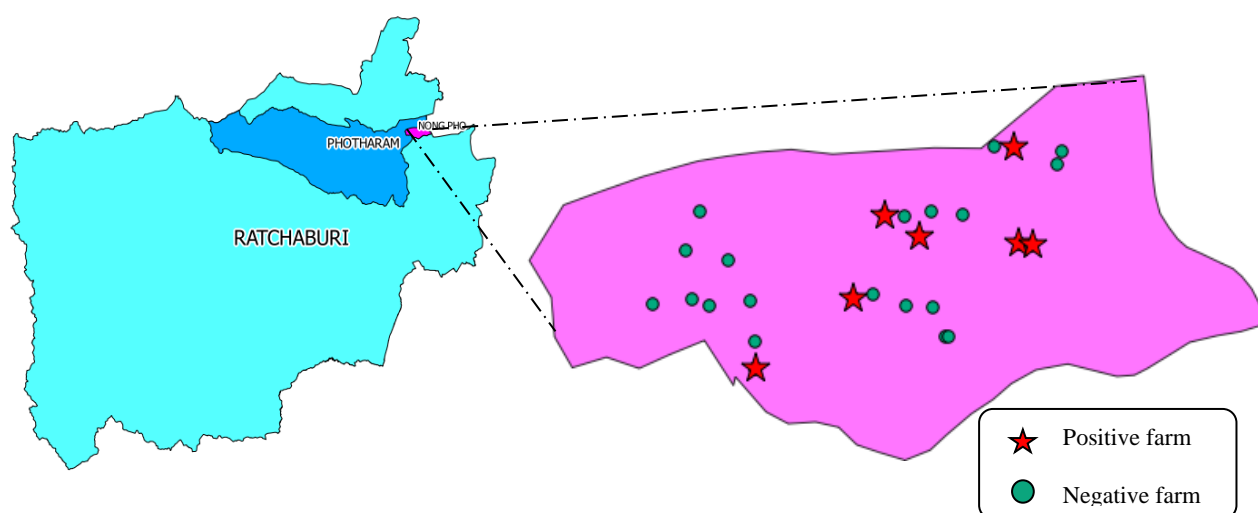 NONG PHO
PHOTHARAM
RATCHABURI
Positive farm
Negative farm